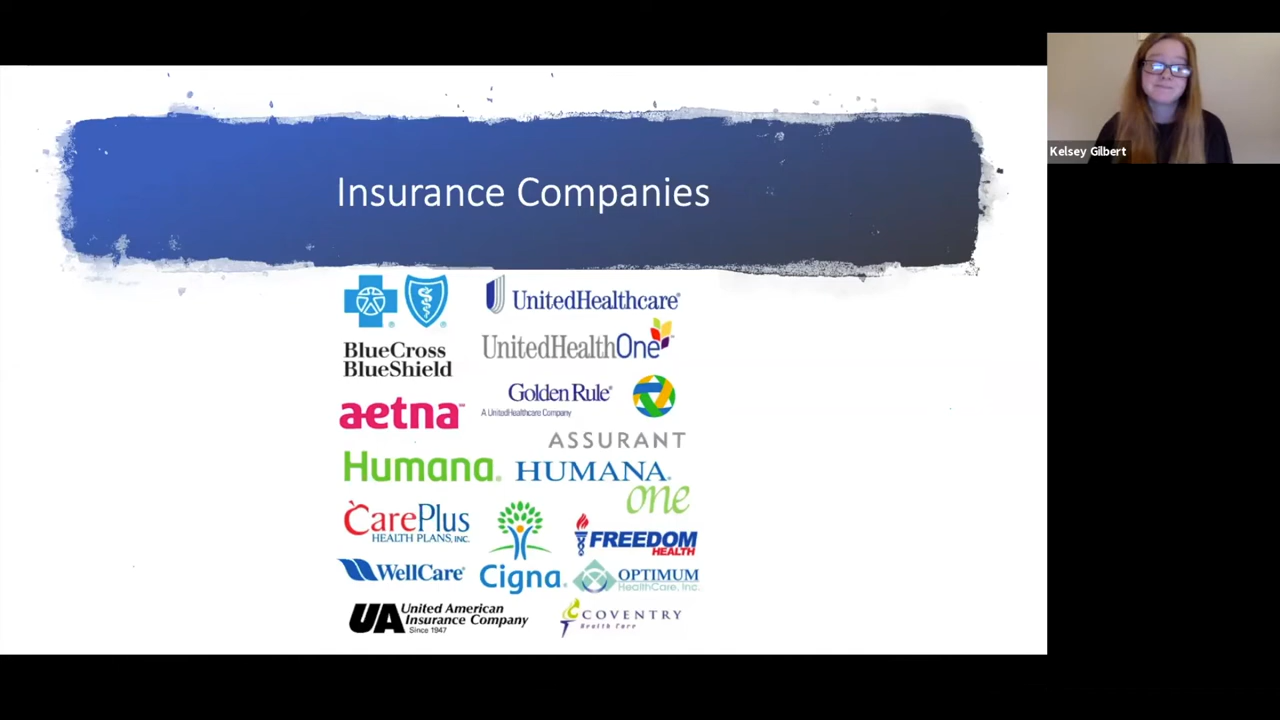 Insurance Companies
Kelsey Gilbert
BlueCross
BlueShield
UnitedHealthcare®
UnitedHealthOne
Golden Rule®
A UnitedHealthcare Company
aetna™
ASSURANT
Humana®
HUMANA®
one
CarePlus
HEALTH PLANS, INC.
FREEDOM
HEALTH
WellCare®
Cigna®
OPTIMUM
HealthCare, Inc.
UA United American
Insurance Company
Since 1947
COVENTRY
Health Care